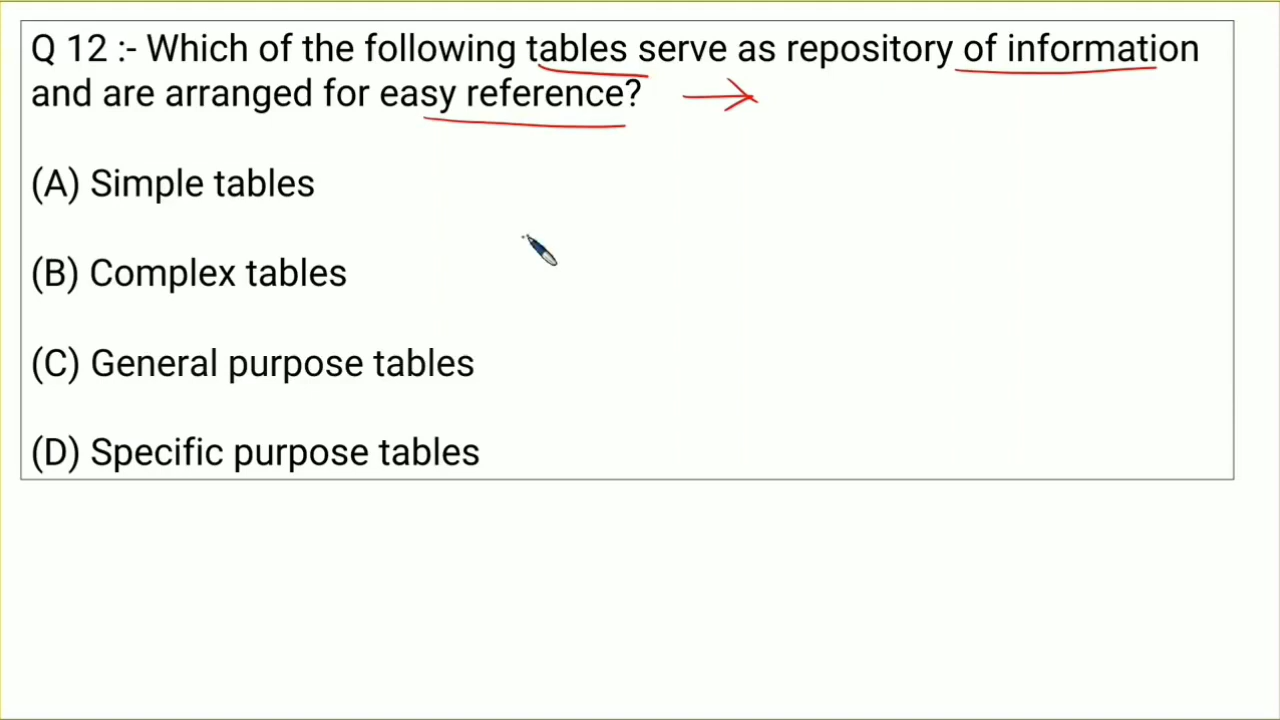 Q 12 :- Which of the following tables serve as repository of information
and are arranged for easy reference?
(A) Simple tables
(B) Complex tables
(C) General purpose tables
(D) Specific purpose tables